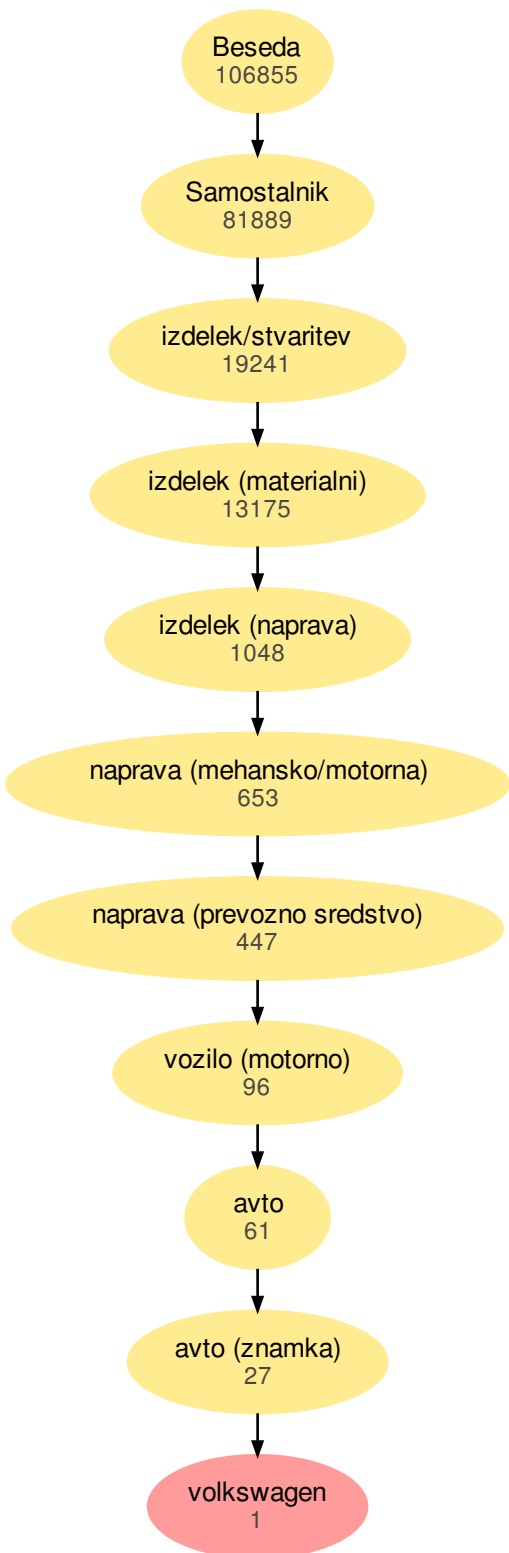 Beseda
106855
Samostalnik
81889
izdelek/stvaritev
19241
izdelek (materialni)
13175
izdelek (naprava)
1048
naprava (mehansko/motorna)
653
naprava (prevozno sredstvo)
447
vozilo (motorno)
96
avto
61
avto (znamka)
27
volkswagen
1